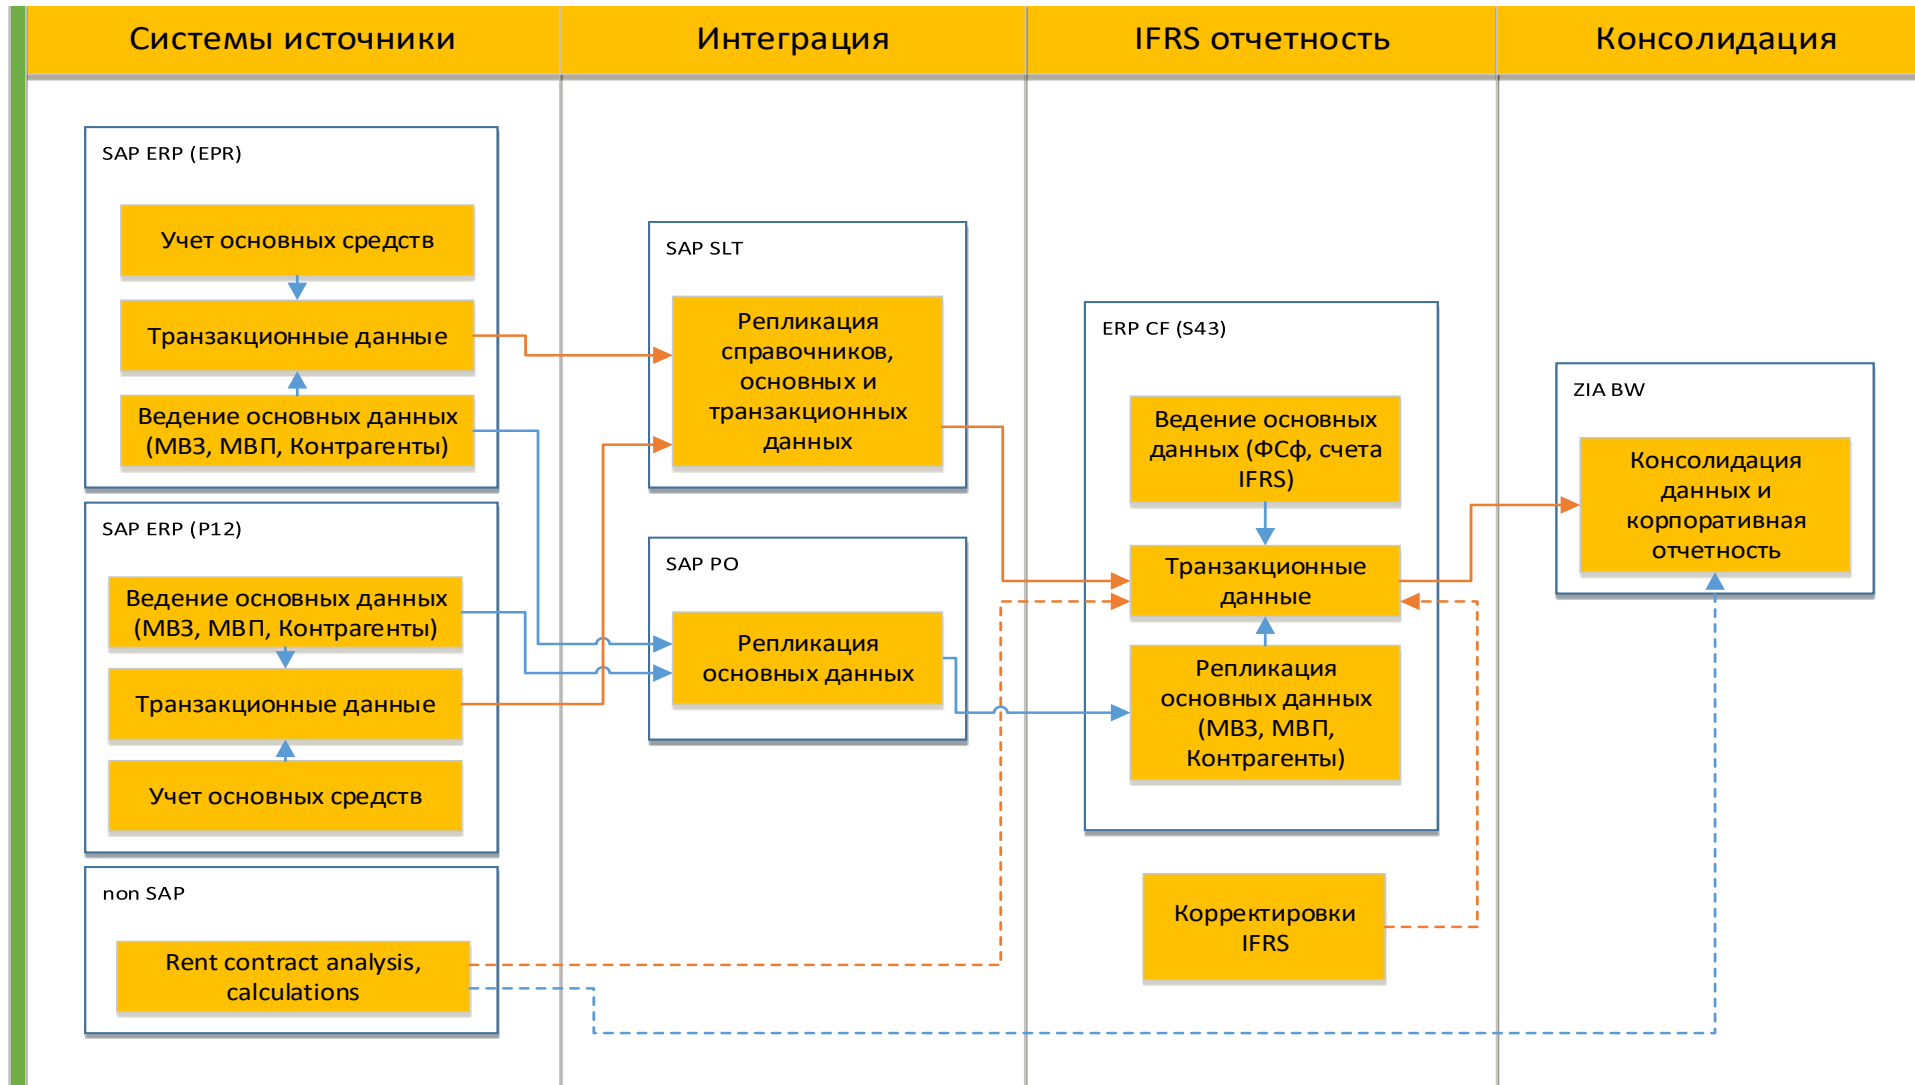 Системы источники
Интеграция
IFRS отчетность
Консолидация
SAP ERP (EPR)
Учет основных средств
Транзакционные данные
Ведение основных данных
(МВЗ, МВП, Контрагенты)
SAP ERP (P12)
Ведение основных данных
(МВЗ, МВП, Контрагенты)
Транзакционные данные
Учет основных средств
non SAP
Rent contract analysis,
calculations
SAP SLT
Репликация
справочников,
основных и
транзакционных
данных
SAP PO
Репликация
основных данных
ERP CF (S43)
Ведение основных
данных (ФСф, счета
IFRS)
Транзакционные
данные
Репликация
основных данных
(МВЗ, МВП,
Контрагенты)
Корректировки
IFRS
ZIA BW
Консолидация
данных и
корпоративная
отчетность